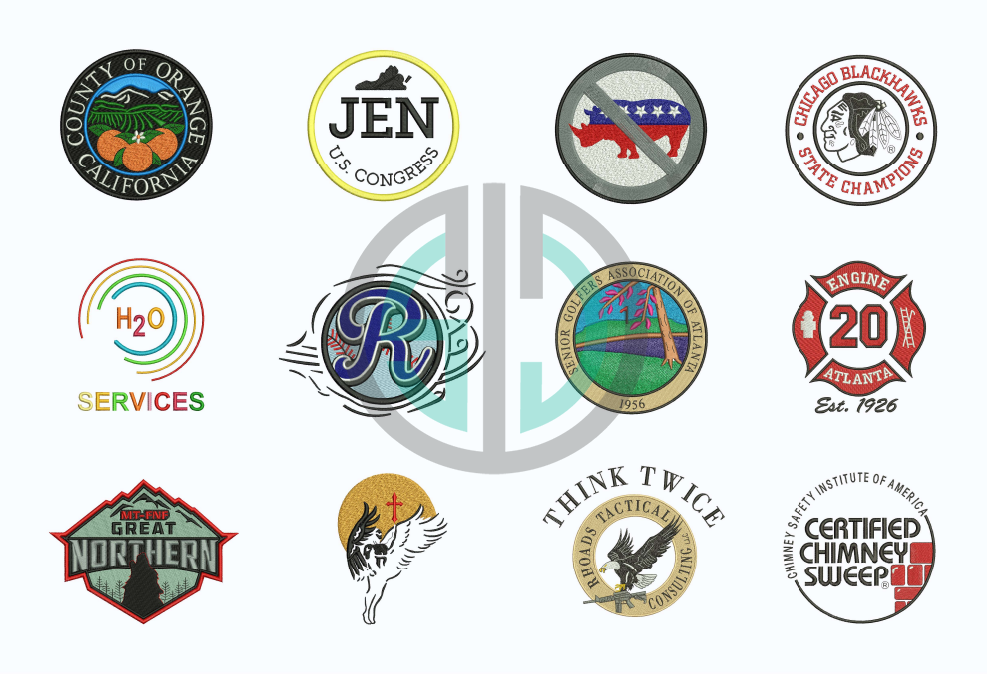 COUNTY OF ORANGE
CALIFORNIA
JEN
U.S. CONGRESS
CHICAGO BLACKHAWKS
®
STATE CHAMPIONS
H2O
SERVICES
R
SENIOR GOLFERS ASSOCIATION OF ATLANTA
1956
ENGINE
20
ATLANTA
Est. 1926
GREAT
NORTHERN
THINK TWICE
RHOADS TACTICAL
CONSULTING
CHIMNEY SAFETY INSTITUTE OF AMERICA
CERTIFIED
CHIMNEY
SWEEP®